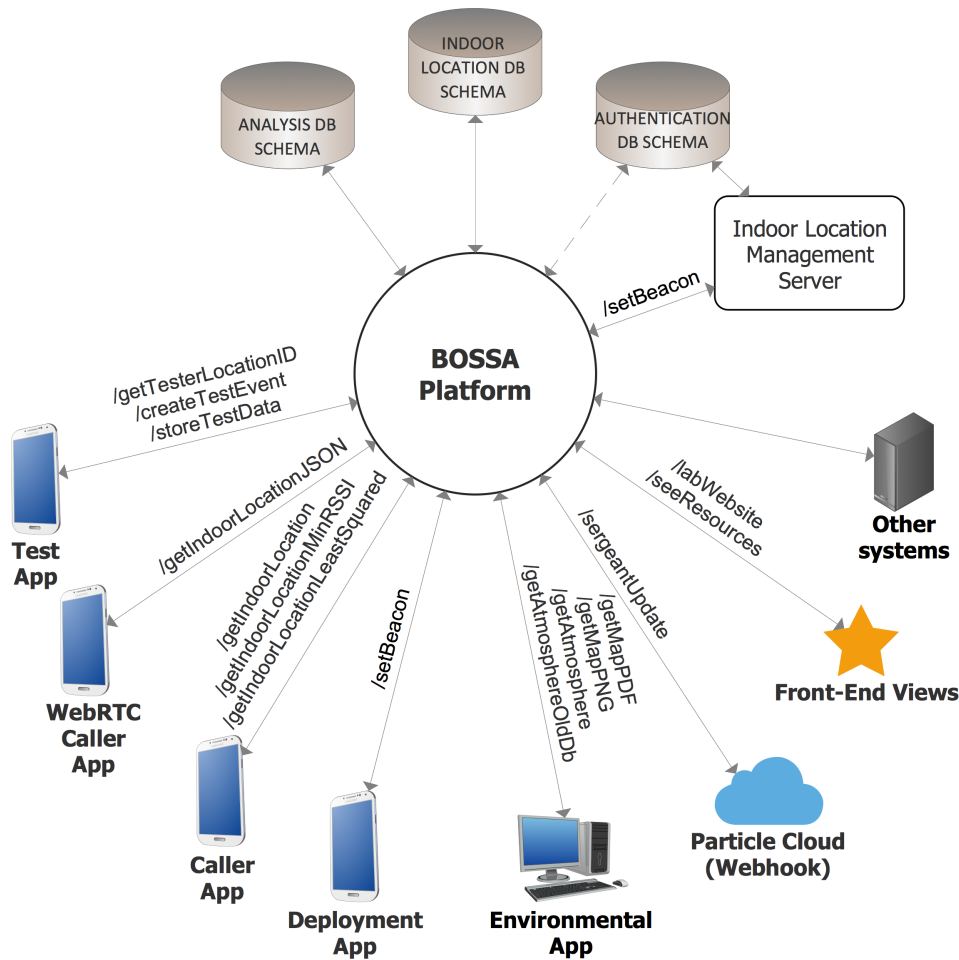 INDOOR
LOCATION DB
SCHEMA
ANALYSIS DB
SCHEMA
AUTHENTICATION
DB SCHEMA
Indoor Location
Management
Server
/setBeacon
BOSSA
Platform
/getTesterLocationID
/createTestEvent
/storeTestData
Test
App
/getIndoorLocationJSON
WebRTC
Caller
App
/getIndoorLocation
/getIndoorLocationMinRSSI
/getIndoorLocationLeastSquared
Caller
App
/setBeacon
Deployment
App
/getMapPDF
/getMapPNG
/getAtmosphere
/getAtmosphereOldDb
Environmental
App
/sergeantUpdate
Particle Cloud
(Webhook)
/labWebsite
/seeResources
Front-End Views
Other
systems